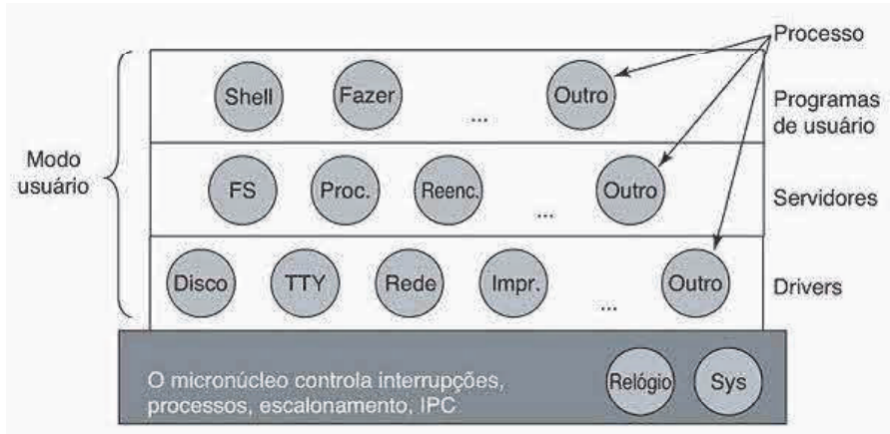 Processo
Shell
Fazer
...
Outro
Programas
de usuário
Modo
usuário
FS
Proc.
Reenc.
...
Outro
Servidores
Disco
TTY
Rede
Impr.
...
Outro
Drivers
O micronúcleo controla interrupções,
processos, escalonamento, IPC
Relógio
Sys